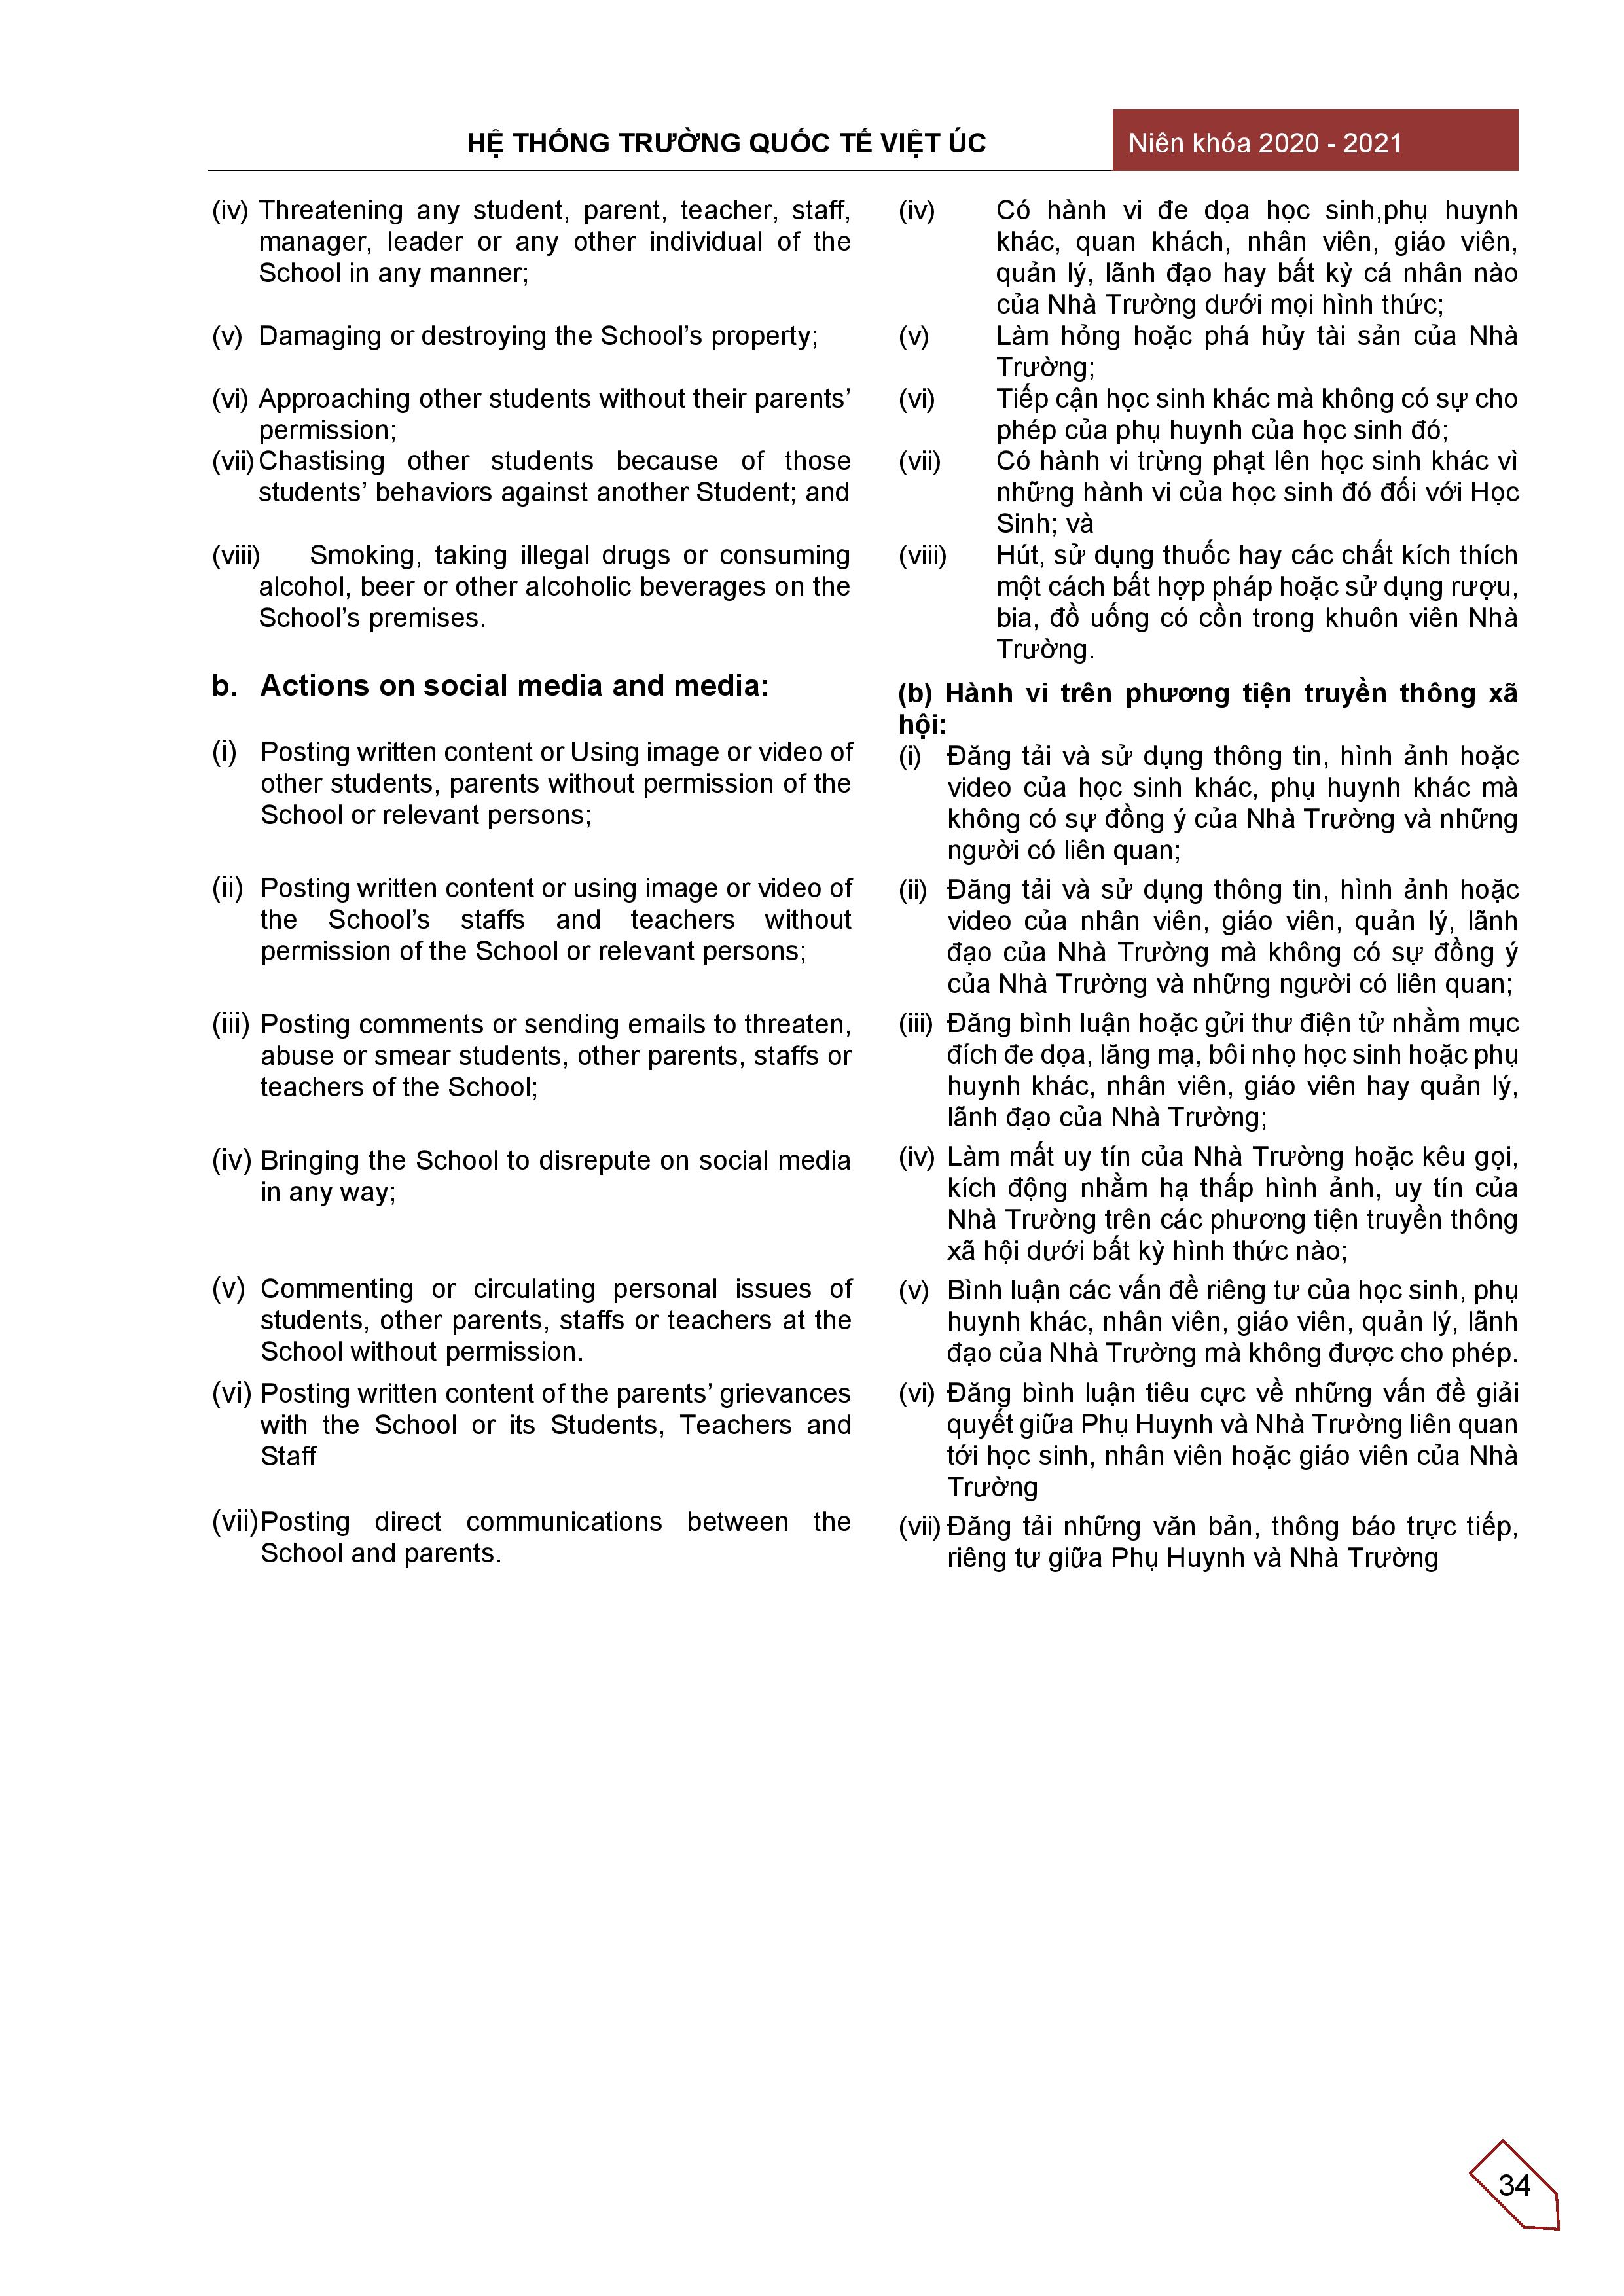 HỆ THỐNG TRƯỜNG QUỐC TẾ VIỆT ÚC
Niên khóa 2020 - 2021
(iv) Threatening any student, parent, teacher, staff,
manager, leader or any other individual of the
School in any manner;
(v) Damaging or destroying the School’s property;
(vi) Approaching other students without their parents’
permission;
(vii) Chastising other students because of those
students’ behaviors against another Student; and
(viii) Smoking, taking illegal drugs or consuming
alcohol, beer or other alcoholic beverages on the
School’s premises.
b. Actions on social media and media:
(i) Posting written content or Using image or video of
other students, parents without permission of the
School or relevant persons;
(ii) Posting written content or using image or video of
the School’s staffs and teachers without
permission of the School or relevant persons;
(iii) Posting comments or sending emails to threaten,
abuse or smear students, other parents, staffs or
teachers of the School;
(iv) Bringing the School to disrepute on social media
in any way;
(v) Commenting or circulating personal issues of
students, other parents, staffs or teachers at the
School without permission.
(vi) Posting written content of the parents’ grievances
with the School or its Students, Teachers and
Staff
(vii) Posting direct communications between the
School and parents.
(iv) Có hành vi đe dọa học sinh,phụ huynh
khác, quan khách, nhân viên, giáo viên,
quản lý, lãnh đạo hay bất kỳ cá nhân nào
của Nhà Trường dưới mọi hình thức;
(v) Làm hỏng hoặc phá hủy tài sản của Nhà
Trường;
(vi) Tiếp cận học sinh khác mà không có sự cho
phép của phụ huynh của học sinh đó;
(vii) Có hành vi trừng phạt lên học sinh khác vì
những hành vi của học sinh đó đối với Học
Sinh; và
(viii) Hút, sử dụng thuốc hay các chất kích thích
một cách bất hợp pháp hoặc sử dụng rượu,
bia, đồ uống có cồn trong khuôn viên Nhà
Trường.
(b) Hành vi trên phương tiện truyền thông xã
hội:
(i) Đăng tải và sử dụng thông tin, hình ảnh hoặc
video của học sinh khác, phụ huynh khác mà
không có sự đồng ý của Nhà Trường và những
người có liên quan;
(ii) Đăng tải và sử dụng thông tin, hình ảnh hoặc
video của nhân viên, giáo viên, quản lý, lãnh
đạo của Nhà Trường mà không có sự đồng ý
của Nhà Trường và những người có liên quan;
(iii) Đăng bình luận hoặc gửi thư điện tử nhằm mục
đích đe dọa, lăng mạ, bôi nhọ học sinh hoặc phụ
huynh khác, nhân viên, giáo viên hay quản lý,
lãnh đạo của Nhà Trường;
(iv) Làm mất uy tín của Nhà Trường hoặc kêu gọi,
kích động nhằm hạ thấp hình ảnh, uy tín của
Nhà Trường trên các phương tiện truyền thông
xã hội dưới bất kỳ hình thức nào;
(v) Bình luận các vấn đề riêng tư của học sinh, phụ
huynh khác, nhân viên, giáo viên, quản lý, lãnh
đạo của Nhà Trường mà không được cho phép.
(vi) Đăng bình luận tiêu cực về những vấn đề giải
quyết giữa Phụ Huynh và Nhà Trường liên quan
tới học sinh, nhân viên hoặc giáo viên của Nhà
Trường
(vii) Đăng tải những văn bản, thông báo trực tiếp,
riêng tư giữa Phụ Huynh và Nhà Trường
34